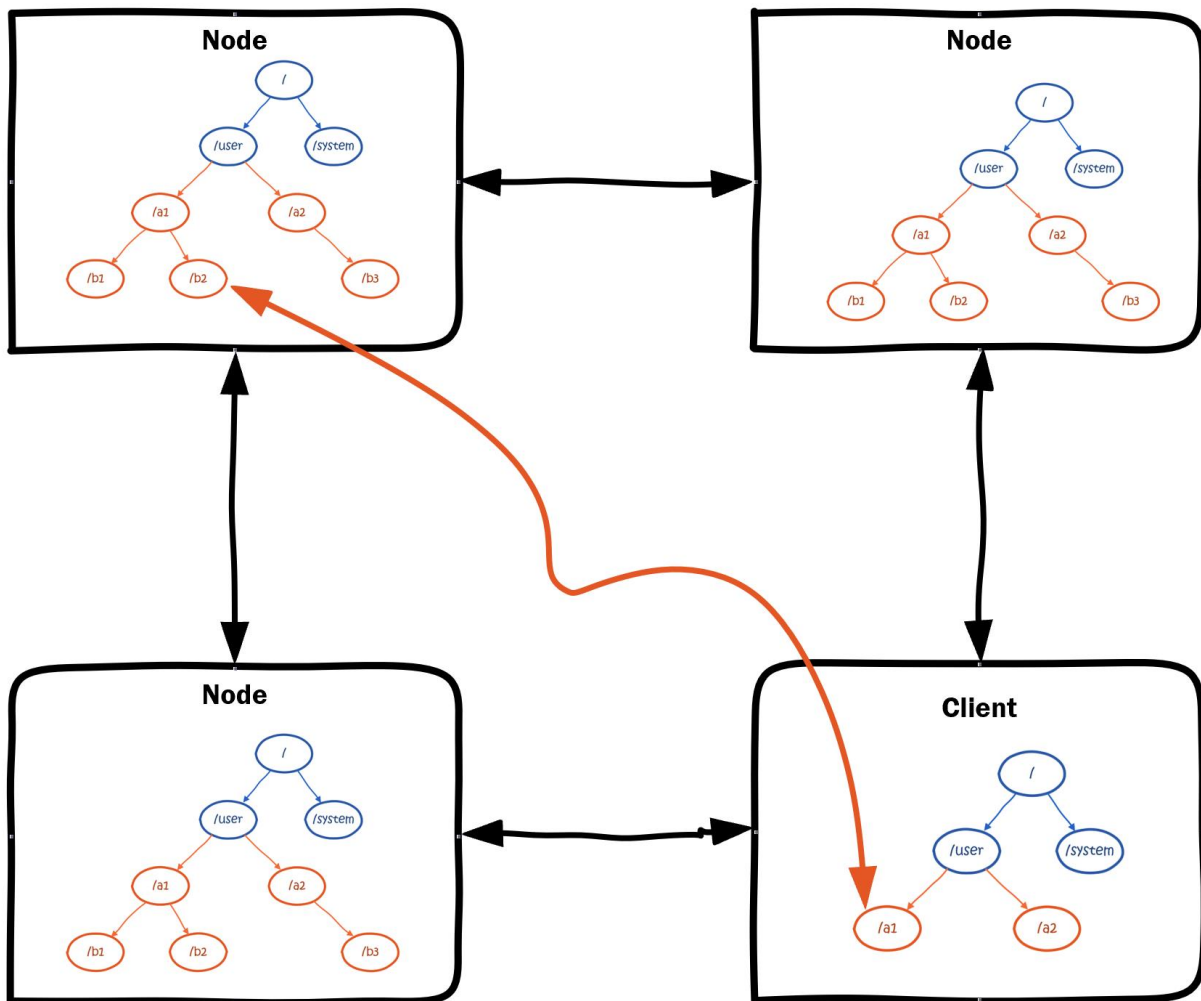 Node
/
/user
/system
/a1
/a2
/b1
/b2
/b3
Node
/
/user
/system
/a1
/a2
/b1
/b2
/b3
Node
/
/user
/system
/a1
/a2
/b1
/b2
/b3
Client
/
/user
/system
/a1
/a2